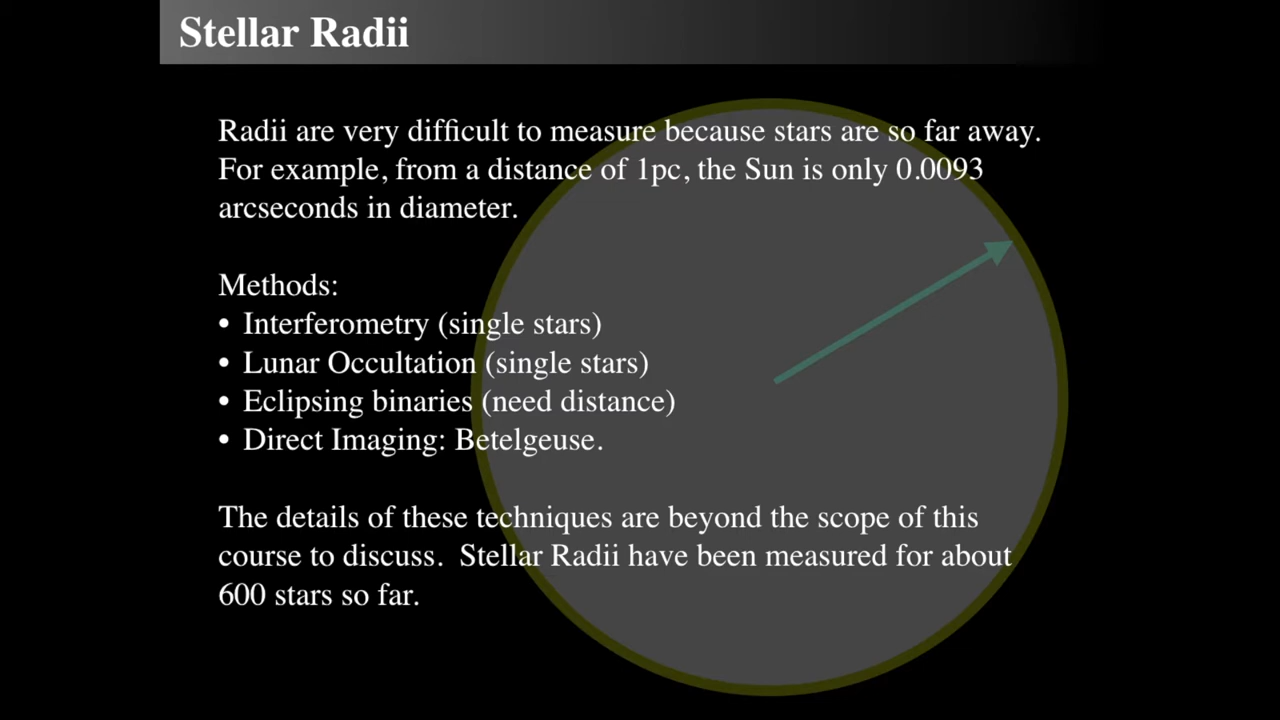 Stellar Radii
Radii are very difficult to measure because stars are so far away.
For example, from a distance of 1pc, the Sun is only 0.0093
arcseconds in diameter.
Methods:
• Interferometry (single stars)
• Lunar Occultation (single stars)
• Eclipsing binaries (need distance)
• Direct Imaging: Betelgeuse.
The details of these techniques are beyond the scope of this
course to discuss.  Stellar Radii have been measured for about
600 stars so far.